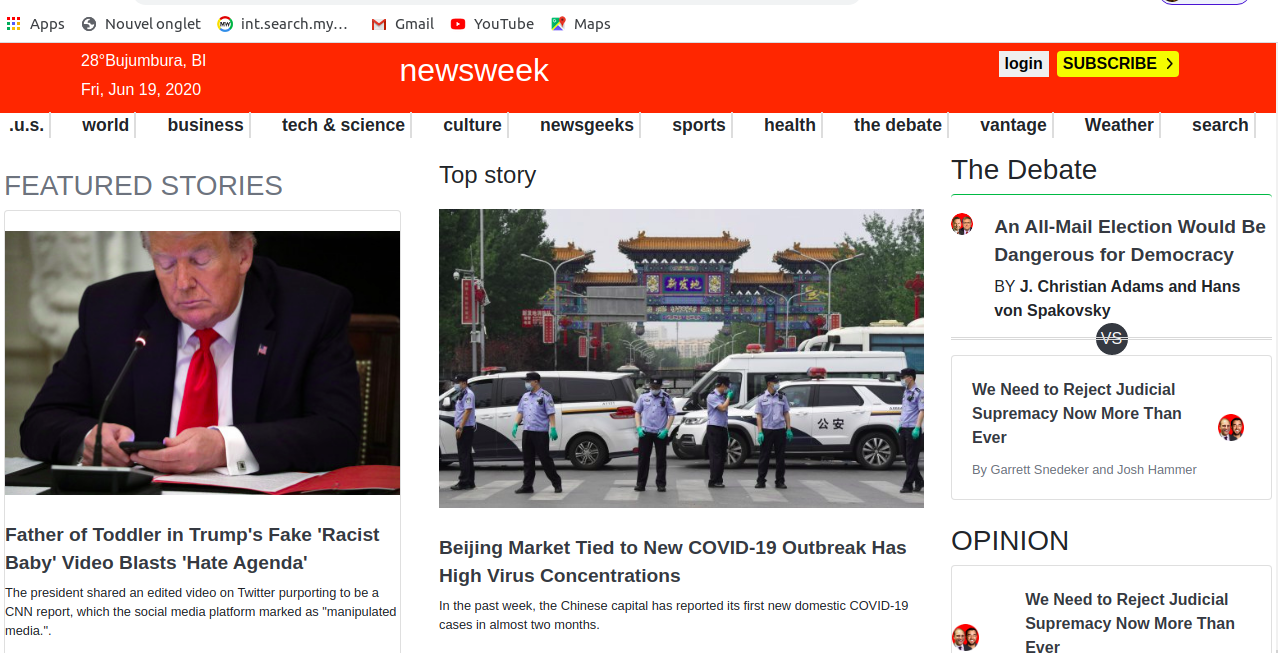 Apps
Nouvel onglet
int.search.my...
Gmail
YouTube
Maps
28°Bujumbura, BI
Fri, Jun 19, 2020
newsweek
login
SUBSCRIBE
.u.s.
world
business
tech & science
culture
newsgeeks
sports
health
the debate
vantage
Weather
search
FEATURED STORIES
Father of Toddler in Trump's Fake 'Racist
Baby' Video Blasts 'Hate Agenda'
The president shared an edited video on Twitter purporting to be a
CNN report, which the social media platform marked as "manipulated
media.".
Top story
新发地
公安
Beijing Market Tied to New COVID-19 Outbreak Has
High Virus Concentrations
In the past week, the Chinese capital has reported its first new domestic COVID-19
cases in almost two months.
The Debate
An All-Mail Election Would Be
Dangerous for Democracy
BY J. Christian Adams and Hans
von Spakovsky
VS
We Need to Reject Judicial
Supremacy Now More Than
Ever
By Garrett Snedeker and Josh Hammer
OPINION
We Need to Reject Judicial
Supremacy Now More Than
Ever